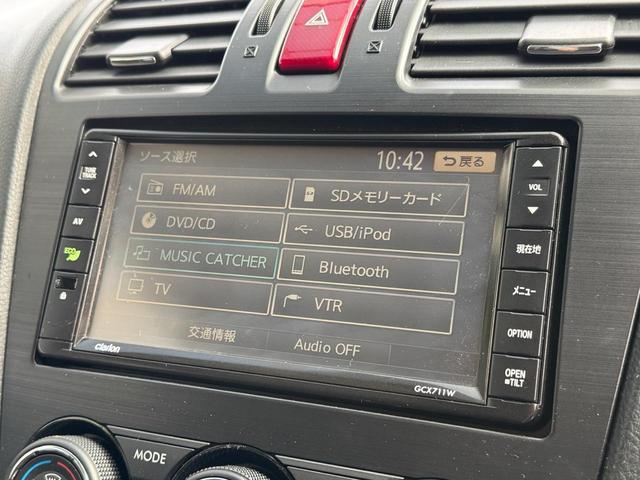 ソース選択
10:42
戻る
FM/AM
SDメモリーカード
DVD/CD
USB/iPod
MUSIC CATCHER
Bluetooth
TV
VTR
交通情報
Audio OFF
TUNE
TRACK
AV
ECO
VOL
現在地
メニュー
OPTION
OPEN
TILT
clarion
GCX711W
MODE